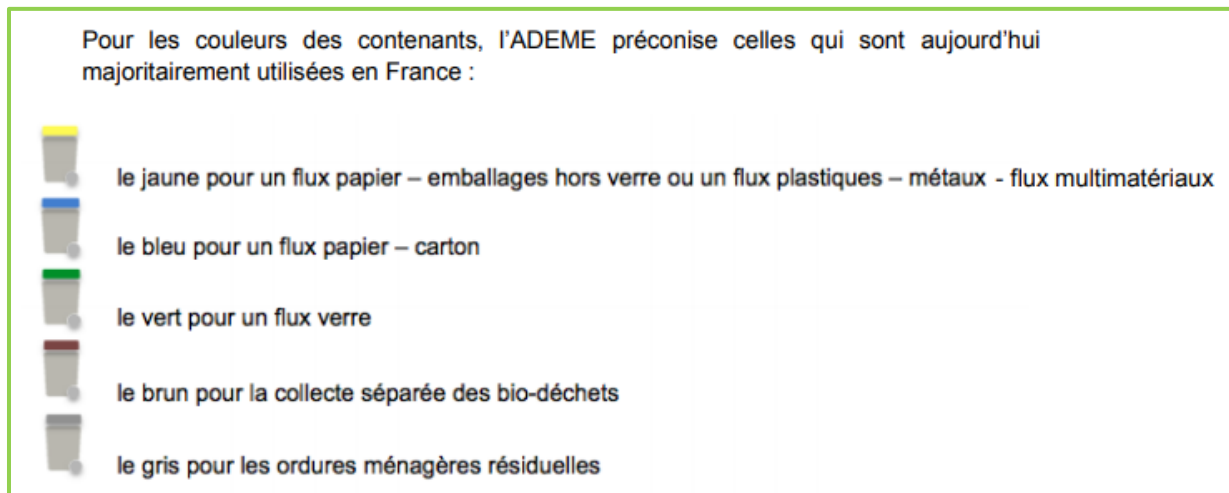 Pour les couleurs des contenants, l'ADEME préconise celles qui sont aujourd'hui
majoritairement utilisées en France :
le jaune pour un flux papier – emballages hors verre ou un flux plastiques – métaux - flux multimatériaux
le bleu pour un flux papier – carton
le vert pour un flux verre
le brun pour la collecte séparée des bio-déchets
le gris pour les ordures ménagères résiduelles